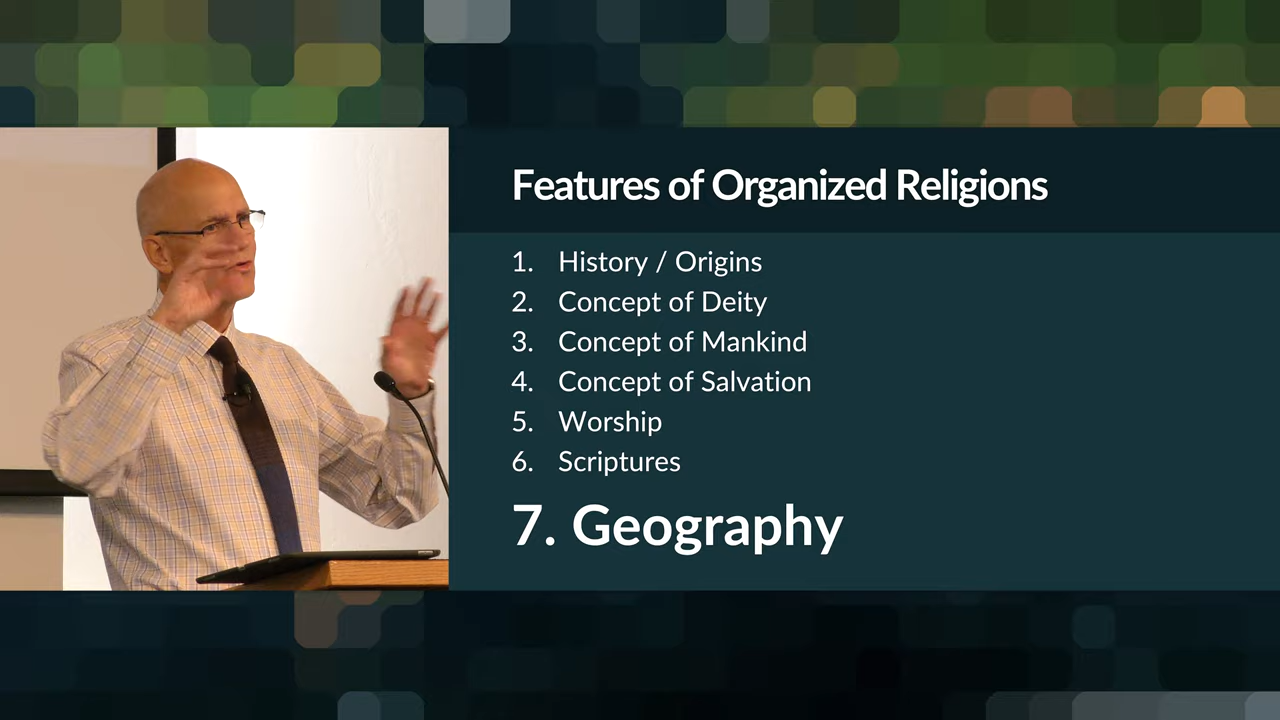 Features of Organized Religions
1. History / Origins
2. Concept of Deity
3. Concept of Mankind
4. Concept of Salvation
5. Worship
6. Scriptures
7. Geography